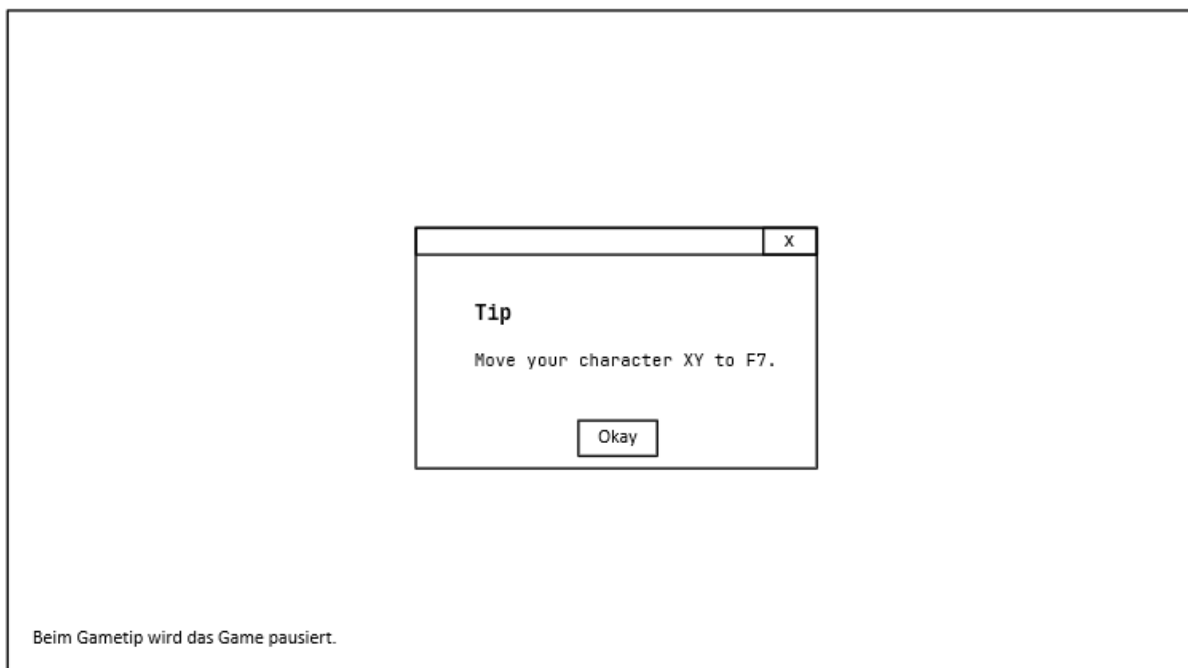 X
Tip
Move your character XY to F7.
Okay
Beim Gametip wird das Game pausiert.